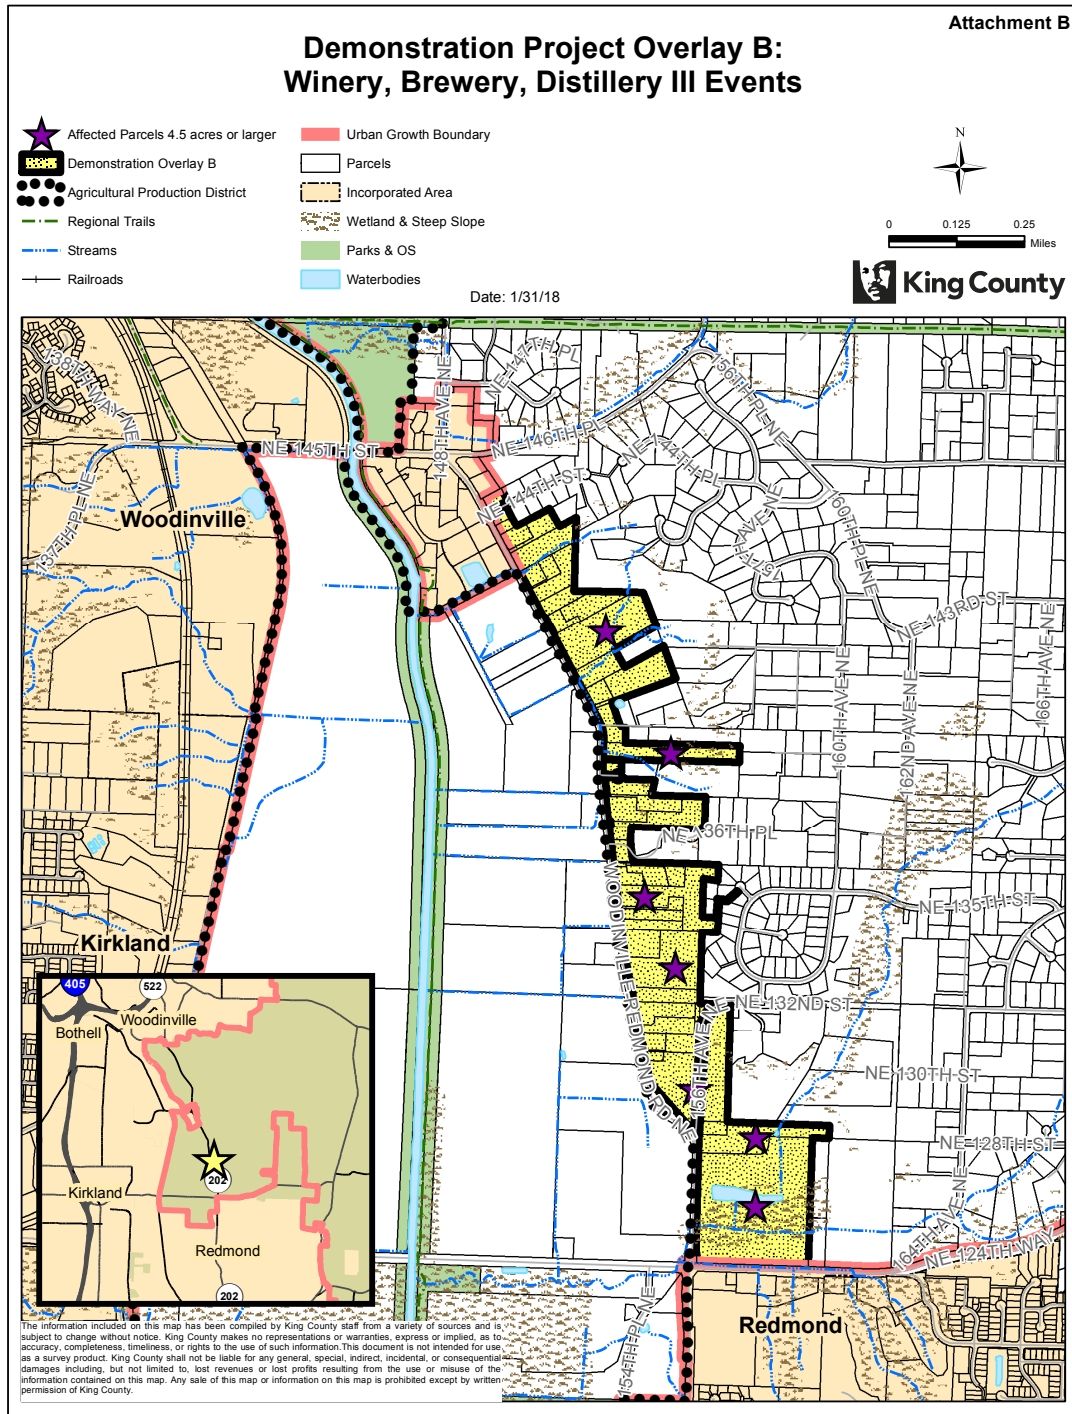 Attachment B
Demonstration Project Overlay B:
Winery, Brewery, Distillery III Events
Affected Parcels 4.5 acres or larger
Demonstration Overlay B
Agricultural Production District
Regional Trails
Streams
Railroads
Urban Growth Boundary
Parcels
Incorporated Area
Wetland & Steep Slope
Parks & OS
Waterbodies
N
0 0.125 0.25
Miles
King County
Date: 1/31/18
138TH WAY NE
NE 147TH PL
156TH PL NE
148TH AVE NE
NE 145TH ST
NE 146TH PL
NE 144TH PL
NE 144TH ST
137TH PL NE
Woodinville
157TH AVE NE
160TH PL NE
NE 143RD ST
160TH AVE NE
162ND AVE NE
166TH AVE NE
NE 136TH PL
WOODINVILLE-REDMOND RD NE
NE 135TH ST
Kirkland
NE 132ND ST
156TH AVE NE
NE 130TH ST
NE 128TH ST
164TH AVE NE
NE 124TH WAY
154TH PL NE
Redmond
405
522
Woodinville
Bothell
202
Kirkland
Redmond
202
The information included on this map has been compiled by King County staff from a variety of sources and is
subject to change without notice. King County makes no representations or warranties, express or implied, as to
accuracy, completeness, timeliness, or rights to the use of such information.This document is not intended for use
as a survey product. King County shall not be liable for any general, special, indirect, incidental, or consequential
damages including, but not limited to, lost revenues or lost profits resulting from the use or misuse of the
information contained on this map. Any sale of this map or information on this map is prohibited except by written
permission of King County.